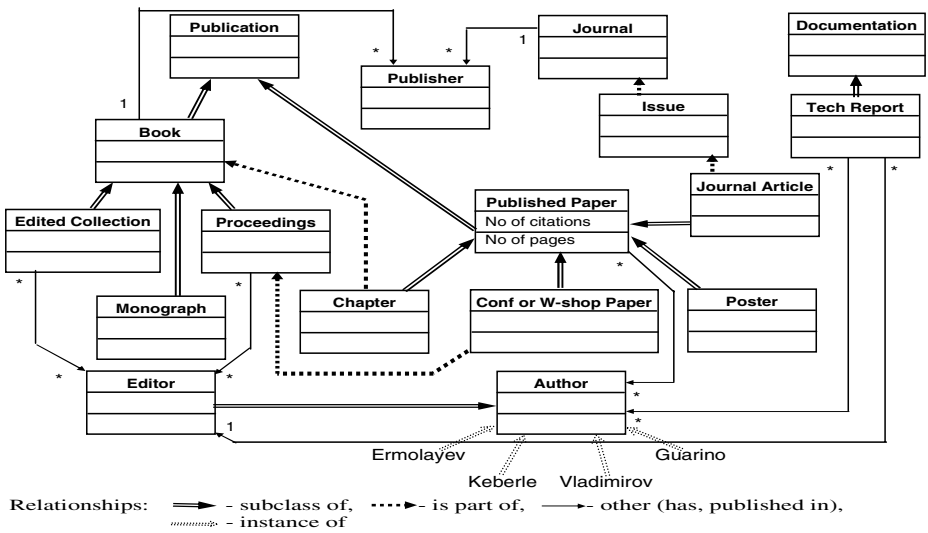 Publication
Journal
Documentation
*
*
1
Publisher
1
Issue
Tech Report
Book
*
*
Journal Article
Published Paper
Edited Collection
Proceedings
No of citations
No of pages
*
*
*
Chapter
Conf or W-shop Paper
Poster
Monograph
*
Editor
*
Author
*
1
*
Ermolayev
Guarino
Keberle
Vladimirov
Relationships: - subclass of, - is part of, - other (has, published in),
- instance of